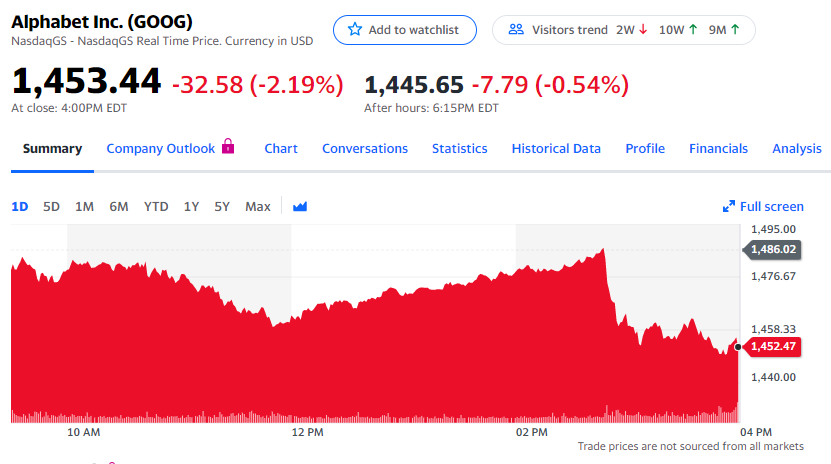 Alphabet Inc. (GOOG)
NasdaqGS - NasdaqGS Real Time Price. Currency in USD
Add to watchlist
Visitors trend 2W ↓ 10W ↑ 9M ↑
1,453.44 -32.58 (-2.19%)
At close: 4:00PM EDT
1,445.65 -7.79 (-0.54%)
After hours: 6:15PM EDT
Summary Company Outlook Chart Conversations Statistics Historical Data Profile Financials Analysis
1D 5D 1M 6M YTD 1Y 5Y Max
Full screen
1,495.00
1,486.02
1,476.67
1,458.33
1,452.47
1,440.00
10 AM 12 PM 02 PM 04 PM
Trade prices are not sourced from all markets